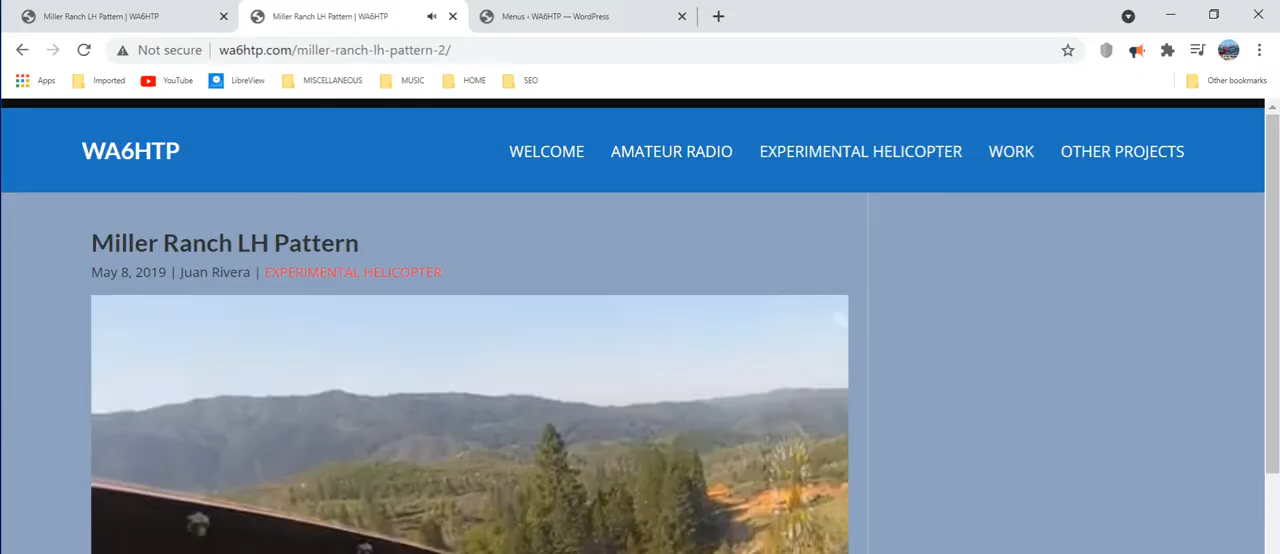 Miller Ranch LH Pattern | WA6HTP
Miller Ranch LH Pattern | WA6HTP
Menus ‹ WA6HTP — WordPress
Not secure
wa6htp.com/miller-ranch-lh-pattern-2/
Apps
Imported
YouTube
LibreView
MISCELLANEOUS
MUSIC
HOME
SEO
Other bookmarks
WA6HTP
WELCOME
AMATEUR RADIO
EXPERIMENTAL HELICOPTER
WORK
OTHER PROJECTS
Miller Ranch LH Pattern
May 8, 2019 | Juan Rivera | EXPERIMENTAL HELICOPTER